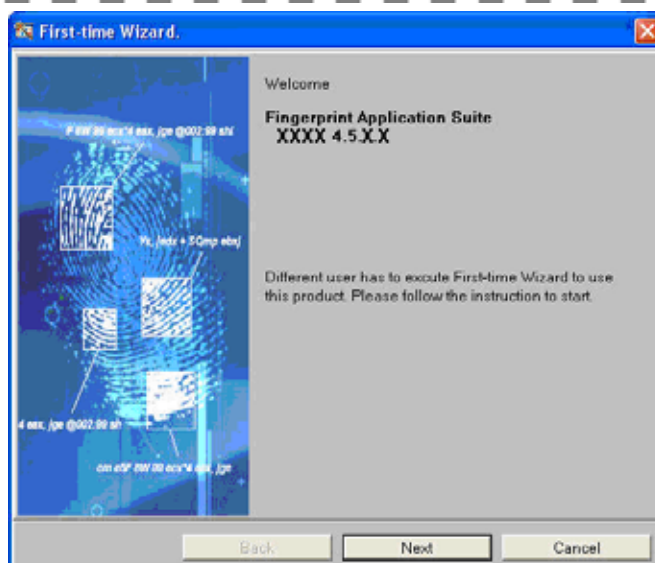 First-time Wizard.
Welcome
Fingerprint Application Suite
XXXX 4.5.X.X
Different user has to excute First-time Wizard to use
this product. Please follow the instruction to start.
Back
Next
Cancel